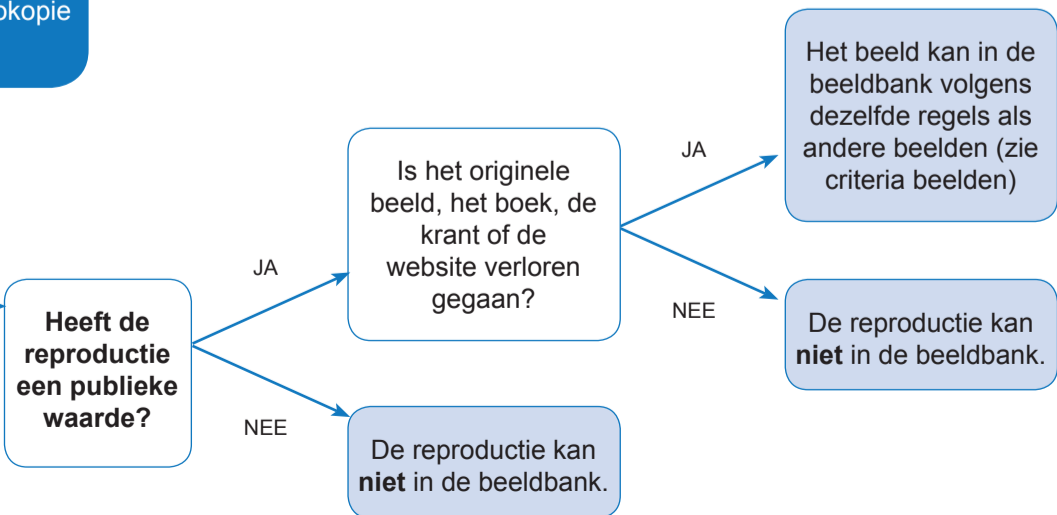 okopie
Het beeld kan in de
beeldbank volgens
dezelfde regels als
andere beelden (zie
criteria beelden)
JA
Is het originele
beeld, het boek, de
krant of de
website verloren
gegaan?
JA
NEE
Heeft de
reproductie
een publieke
waarde?
De reproductie kan
niet in de beeldbank.
NEE
De reproductie kan
niet in de beeldbank.